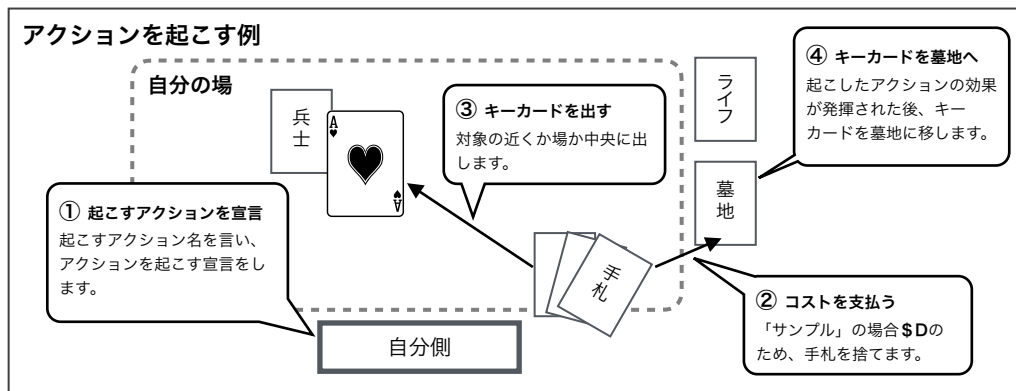 アクションを起こす例
自分の場
兵士
A
A
③ キーカードを出す
対象の近くか場か中央に出
します。
ライフ
④ キーカードを墓地へ
起こしたアクションの効果
が発揮された後、キー
カードを墓地に移します。
墓地
① 起こすアクションを宣言
起こすアクション名を言い、
アクションを起こす宣言をし
ます。
手札
② コストを支払う
「サンプル」の場合$Dの
ため、手札を捨てます。
自分側